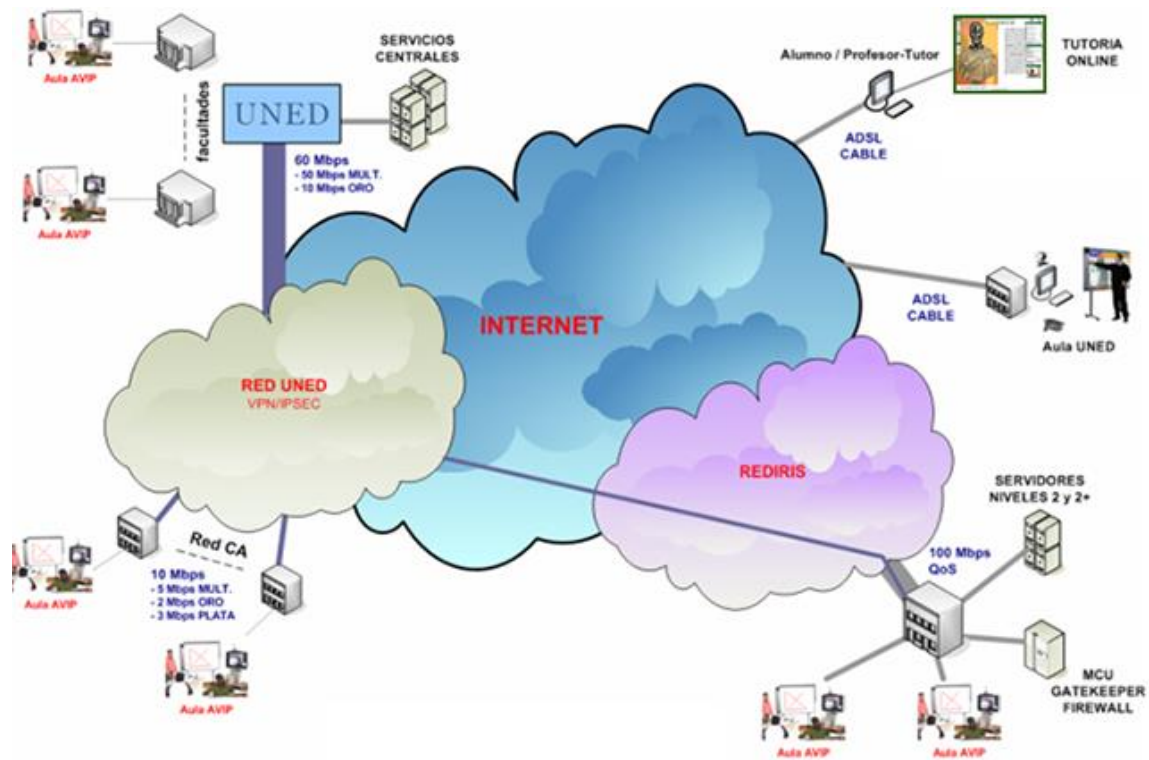 Aula AVIP
facultades
Aula AVIP
UNED
SERVICIOS
CENTRALES
60 Mbps
- 50 Mbps MULT.
- 10 Mbps ORO
Alumno / Profesor-Tutor
TUTORIA
ONLINE
ADSL
CABLE
INTERNET
ADSL
CABLE
2
Aula UNED
RED UNED
VPN/IPSEC
REDIRIS
SERVIDORES
NIVELES 2 y 2+
100 Mbps
QoS
Red CA
Aula AVIP
10 Mbps
- 5 Mbps MULT.
- 2 Mbps ORO
- 3 Mbps PLATA
Aula AVIP
MCU
GATEKEEPER
FIREWALL
Aula AVIP
Aula AVIP